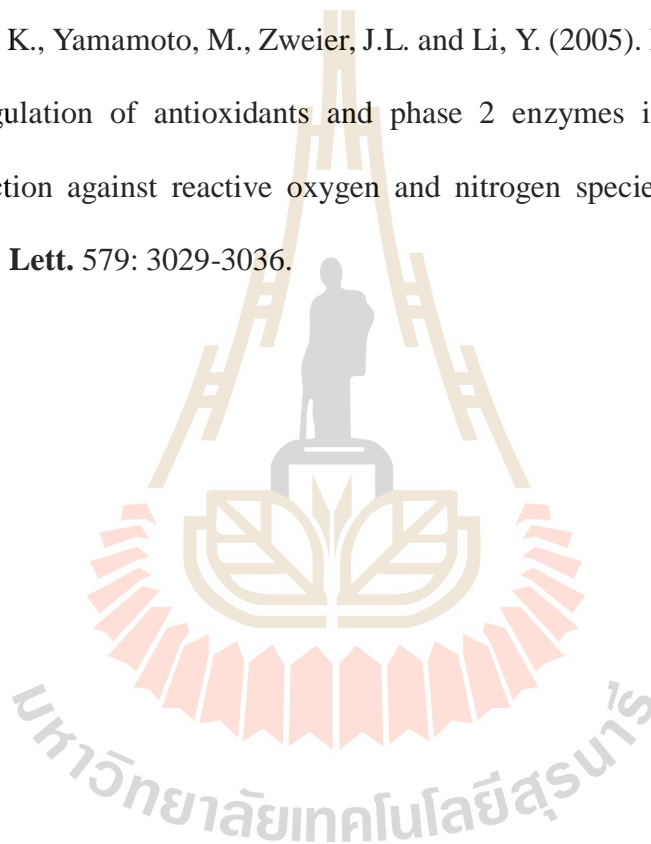 K., Yamamoto, M., Zweier, J.L. and Li, Y. (2005).
gulation of antioxidants and phase 2 enzymes i
ction against reactive oxygen and nitrogen specie
Lett. 579: 3029-3036.
มหาวิทยาลัยเทคโนโลยีสุรนารี